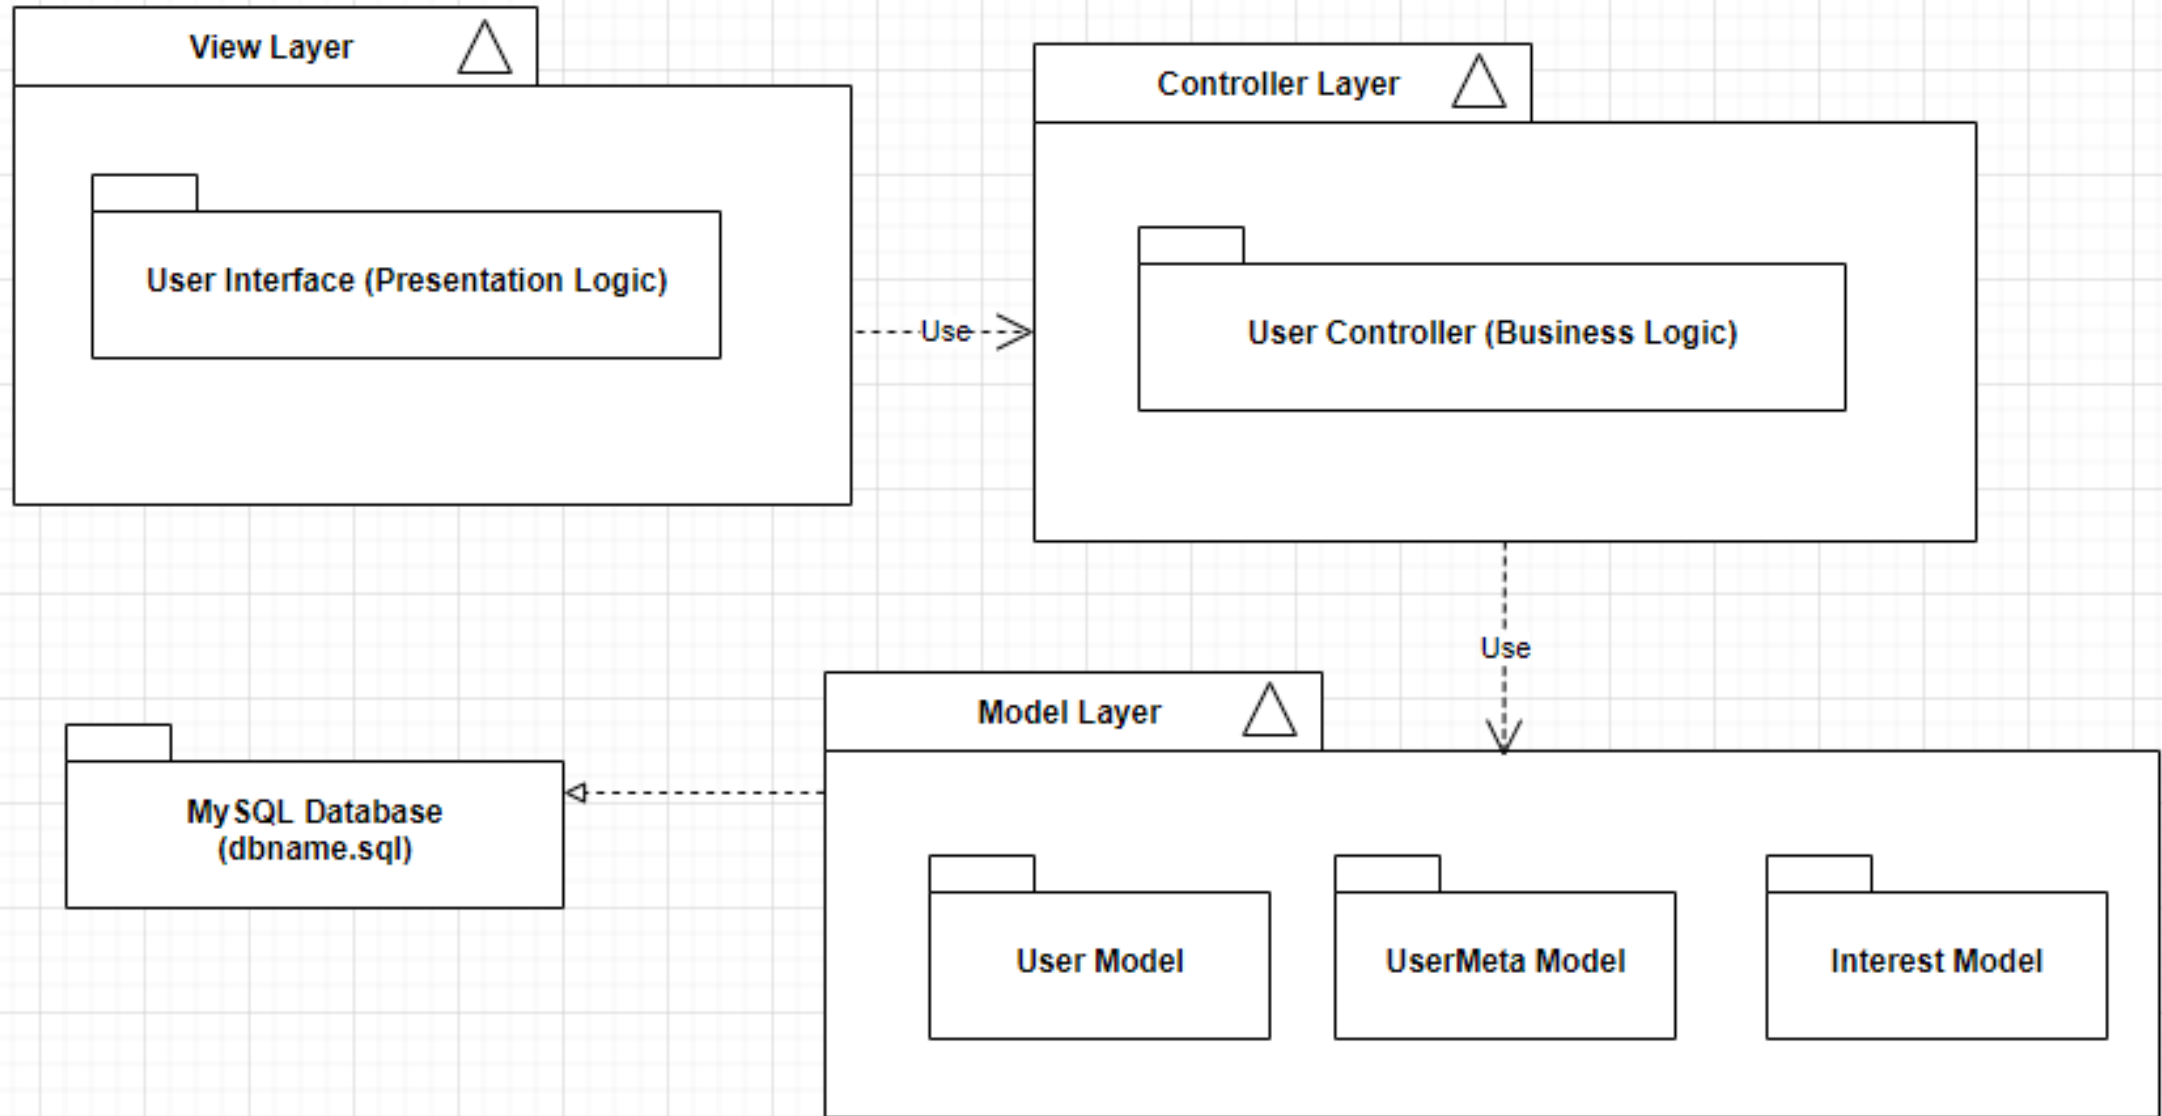 View Layer
Controller Layer
User Interface (Presentation Logic)
Use
User Controller (Business Logic)
Use
Model Layer
MySQL Database
(dbname.sql)
User Model
UserMeta Model
Interest Model